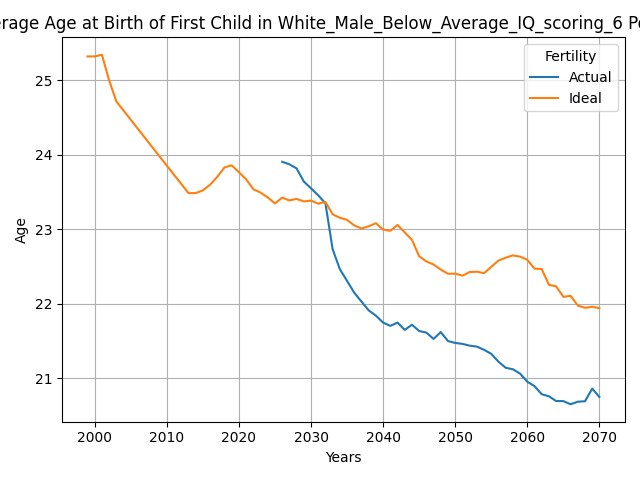 erage Age at Birth of First Child in White_Male_Below_Average_IQ_scoring_6 Po
Fertility
Actual
Ideal
25
24
23
22
21
Age
2000 2010 2020 2030 2040 2050 2060 2070
Years